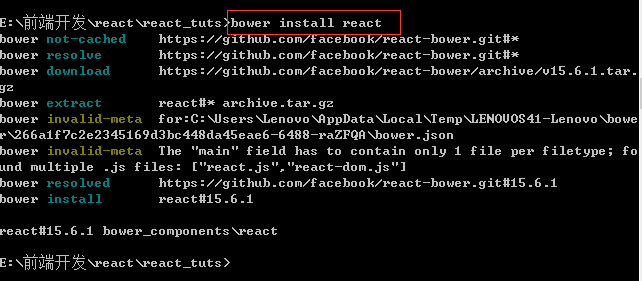 E:\前端开发\react\react_tuts>bower install react
bower not-cached    https://github.com/facebook/react-bower.git#*
bower resolve       https://github.com/facebook/react-bower.git#*
bower download      https://github.com/facebook/react-bower/archive/v15.6.1.tar.
gz
bower extract       react#* archive.tar.gz
bower invalid-meta  for:C:\Users\Lenovo\AppData\Local\Temp\LEMOUOS41-Lenovo\bowe
r\266a1f7c2e2345169d3bc448da45eae6-6488-raZFQA\bower.json
bower invalid-meta  The "main" field has to contain only 1 file per filetype; fo
und multiple .js files: ["react.js","react-dom.js"]
bower resolved      https://github.com/facebook/react-bower.git#15.6.1
bower install       react#15.6.1
react#15.6.1 bower_components\react
E:\前端开发\react\react_tuts>